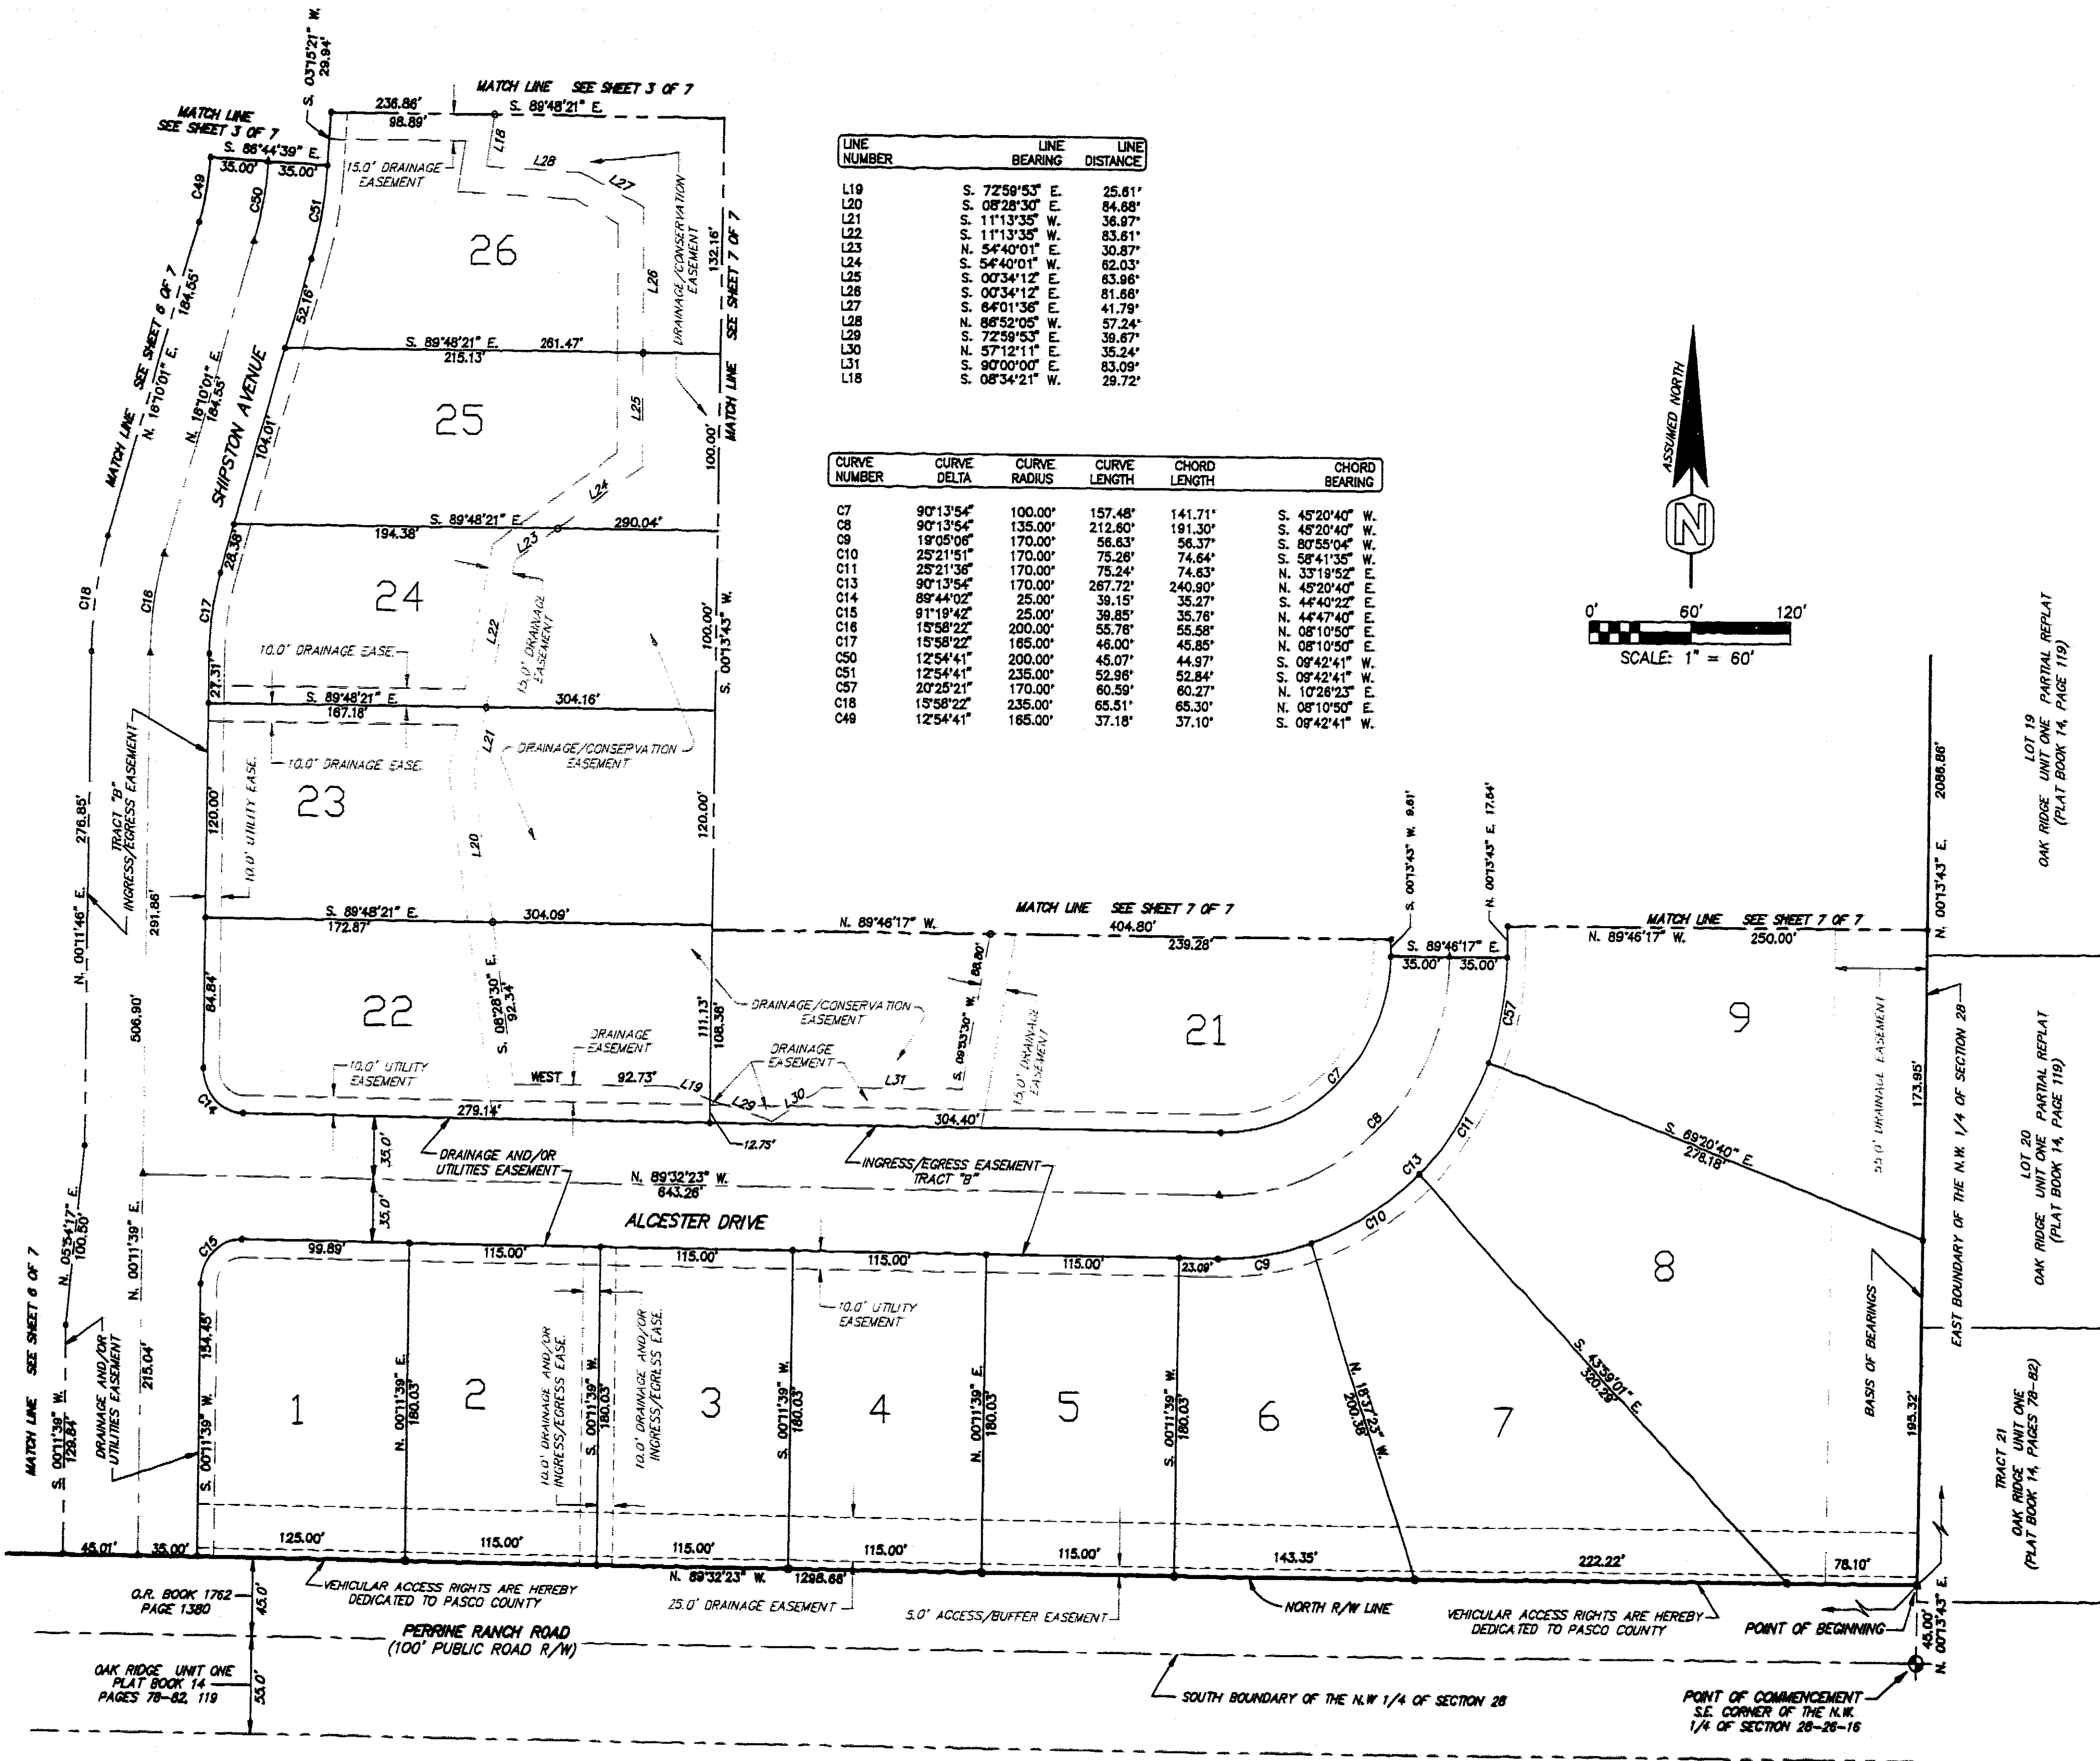 S. 03°15'21" W.
29.94'
MATCH LINE SEE SHEET 3 OF 7
236.86'
98.89'
S. 89°48'21" E.
MATCH LINE
SEE SHEET 3 OF 7
S. 86°44'39" E.
35.00' 35.00'
15.0' DRAINAGE
EASEMENT
L18
L28
L27
C49
C50
C51
26
L26
DRAINAGE/CONSERVATION
EASEMENT
132.16'
MATCH LINE SEE SHEET 7 OF 7
MATCH LINE SEE SHEET 6 OF 7
N. 16°10'01" E.
184.55'
N. 16°10'01" E.
184.55'
52.16'
SHIPSTON AVENUE
S. 89°48'21" E. 261.47'
215.13'
25
L25
104.01'
100.00'
L24
S. 89°48'21" E. 290.04'
194.38'
L23
28.38'
C18
C16
C17
24
L22
15.0' DRAINAGE
EASEMENT
100.00'
S. 00°13'43" W.
10.0' DRAINAGE EASE.
27.31'
S. 89°48'21" E. 304.16'
167.18'
L21
DRAINAGE/CONSERVATION
EASEMENT
10.0' DRAINAGE EASE.
23
10.0' UTILITY EASE.
TRACT "B"
INGRESS/EGRESS EASEMENT
276.85'
N. 00°11'46" E.
120.00'
291.86'
L20
120.00'
S. 89°48'21" E. 304.09'
172.87'
LINE
NUMBER
LINE
BEARING
LINE
DISTANCE
L19 S. 72°59'53" E. 25.61'
L20 S. 08°28'30" E. 84.68'
L21 S. 11°13'35" W. 36.97'
L22 S. 11°13'35" W. 83.61'
L23 N. 54°40'01" E. 30.87'
L24 S. 54°40'01" W. 62.03'
L25 S. 00°34'12" E. 63.96'
L26 S. 00°34'12" E. 81.66'
L27 S. 64°01'36" E. 41.79'
L28 N. 86°52'05" W. 57.24'
L29 S. 72°59'53" E. 39.67'
L30 N. 57°12'11" E. 35.24'
L31 S. 90°00'00" E. 83.09'
L18 S. 08°34'21" W. 29.72'
CURVE
NUMBER
CURVE
DELTA
CURVE
RADIUS
CURVE
LENGTH
CHORD
LENGTH
CHORD
BEARING
C7 90°13'54" 100.00' 157.48' 141.71' S. 45°20'40" W.
C8 90°13'54" 135.00' 212.60' 191.30' S. 45°20'40" W.
C9 19°05'06" 170.00' 56.63' 56.37' S. 80°55'04" W.
C10 25°21'51" 170.00' 75.26' 74.64' S. 58°41'35" W.
C11 25°21'36" 170.00' 75.24' 74.63' N. 33°19'52" E.
C13 90°13'54" 170.00' 267.72' 240.90' N. 45°20'40" E.
C14 89°44'02" 25.00' 39.15' 35.27' S. 44°40'22" E.
C15 91°19'42" 25.00' 39.85' 35.76' N. 44°47'40" E.
C16 15°58'22" 200.00' 55.76' 55.58' N. 08°10'50" E.
C17 15°58'22" 165.00' 46.00' 45.85' N. 08°10'50" E.
C50 12°54'41" 200.00' 45.07' 44.97' S. 09°42'41" W.
C51 12°54'41" 235.00' 52.96' 52.84' S. 09°42'41" W.
C57 20°25'21" 170.00' 60.59' 60.27' N. 10°26'23" E.
C18 15°58'22" 235.00' 65.51' 65.30' N. 08°10'50" E.
C49 12°54'41" 165.00' 37.18' 37.10' S. 09°42'41" W.
ASSUMED NORTH
N
0' 60' 120'
SCALE: 1" = 60'
LOT 19
OAK RIDGE UNIT ONE PARTIAL REPLAT
(PLAT BOOK 14, PAGE 119)
2086.86'
N. 00°13'43" E.
S. 00°13'43" W. 9.61'
N. 00°13'43" E. 17.64'
MATCH LINE SEE SHEET 7 OF 7
N. 89°46'17" W. 404.80'
239.28'
S. 89°46'17" E.
35.00' 35.00'
MATCH LINE SEE SHEET 7 OF 7
N. 89°46'17" W. 250.00'
84.84'
22
S. 08°28'30" E.
92.34'
111.13'
108.38'
DRAINAGE/CONSERVATION
EASEMENT
S. 09°53'30" W. 88.80'
15.0' DRAINAGE
EASEMENT
21
C57
9
55.0' DRAINAGE EASEMENT
173.95'
EAST BOUNDARY OF THE N.W. 1/4 OF SECTION 28
LOT 20
OAK RIDGE UNIT ONE PARTIAL REPLAT
(PLAT BOOK 14, PAGE 119)
506.90'
DRAINAGE
EASEMENT
DRAINAGE
EASEMENT
10.0' UTILITY
EASEMENT
WEST 92.73'
L19
L29
L30
L31
C7
C14
279.14'
304.40'
12.75'
C8
C11
C13
S. 69°20'40" E.
278.18'
35.0'
DRAINAGE AND/OR
UTILITIES EASEMENT
INGRESS/EGRESS EASEMENT
TRACT "B"
N. 89°32'23" W.
643.26'
35.0'
ALCESTER DRIVE
N. 05°54'17" E.
100.50'
N. 00°11'39" E.
C15
99.89' 115.00' 115.00' 115.00' 115.00' 23.09'
C9
C10
8
BASIS OF BEARINGS
MATCH LINE SEE SHEET 6 OF 7
S. 00°11'39" W.
129.84'
DRAINAGE AND/OR
UTILITIES EASEMENT
215.04'
154.45'
S. 00°11'39" W.
10.0' UTILITY
EASEMENT
1
N. 00°11'39" E.
180.03'
2
10.0' DRAINAGE AND/OR
INGRESS/EGRESS EASE.
S. 00°11'39" W.
180.03'
10.0' DRAINAGE AND/OR
INGRESS/EGRESS EASE.
3
S. 00°11'39" W.
180.03'
4
N. 00°11'39" E.
180.03'
5
S. 00°11'39" W.
180.03'
6
N. 18°37'23" W.
200.38'
7
S. 43°59'01" E.
320.29'
195.32'
TRACT 21
OAK RIDGE UNIT ONE
(PLAT BOOK 14, PAGES 78-82)
45.01' 35.00' 125.00' 115.00' 115.00' 115.00' 115.00' 143.35' 222.22' 78.10'
N. 89°32'23" W. 1298.68'
O.R. BOOK 1762
PAGE 1380
45.0'
VEHICULAR ACCESS RIGHTS ARE HEREBY
DEDICATED TO PASCO COUNTY
25.0' DRAINAGE EASEMENT
5.0' ACCESS/BUFFER EASEMENT
NORTH R/W LINE
VEHICULAR ACCESS RIGHTS ARE HEREBY
DEDICATED TO PASCO COUNTY
POINT OF BEGINNING
45.00'
N. 00°13'43" E.
PERRINE RANCH ROAD
(100' PUBLIC ROAD R/W)
OAK RIDGE UNIT ONE
PLAT BOOK 14
PAGES 78-82, 119
55.0'
SOUTH BOUNDARY OF THE N.W 1/4 OF SECTION 28
POINT OF COMMENCEMENT
S.E. CORNER OF THE N.W.
1/4 OF SECTION 28-26-16